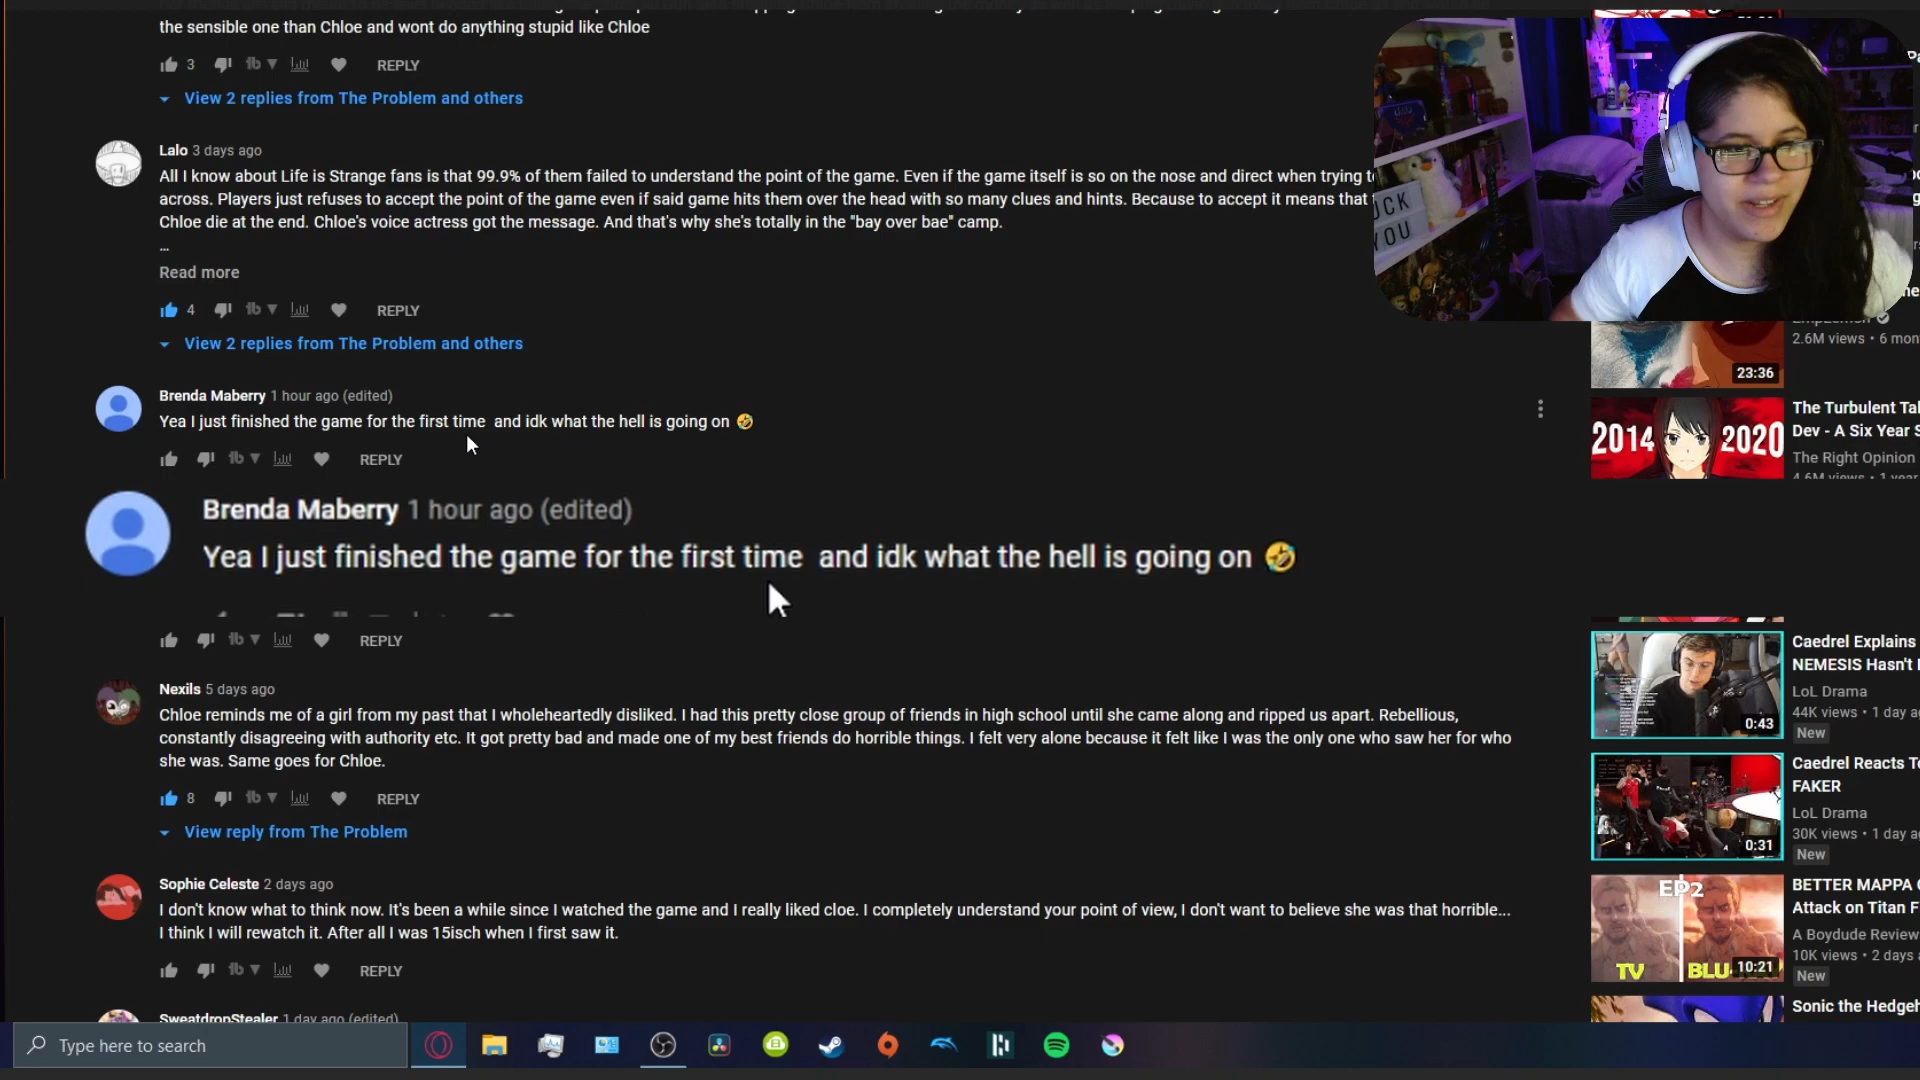 the sensible one than Chloe and wont do anything stupid like Chloe
3 REPLY
View 2 replies from The Problem and others
Lalo 3 days ago
All I know about Life is Strange fans is that 99.9% of them failed to understand the point of the game. Even if the game itself is so on the nose and direct when trying
across. Players just refuses to accept the point of the game even if said game hits them over the head with so many clues and hints. Because to accept it means that
Chloe die at the end. Chloe's voice actress got the message. And that's why she's totally in the "bay over bae" camp.
...
Read more
4 REPLY
View 2 replies from The Problem and others
Brenda Maberry 1 hour ago (edited)
Yea I just finished the game for the first time and idk what the hell is going on 🤣
REPLY
Brenda Maberry 1 hour ago (edited)
Yea I just finished the game for the first time and idk what the hell is going on 🤣
REPLY
Nexils 5 days ago
Chloe reminds me of a girl from my past that I wholeheartedly disliked. I had this pretty close group of friends in high school until she came along and ripped us apart. Rebellious,
constantly disagreeing with authority etc. It got pretty bad and made one of my best friends do horrible things. I felt very alone because it felt like I was the only one who saw her for who
she was. Same goes for Chloe.
8 REPLY
View reply from The Problem
Sophie Celeste 2 days ago
I don't know what to think now. It's been a while since I watched the game and I really liked cloe. I completely understand your point of view, I don't want to believe she was that horrible...
I think I will rewatch it. After all I was 15isch when I first saw it.
REPLY
SweatdropStealer 1 day ago (edited)
UCK
YOU
2.6M views • 6 mon
23:36
2014 2020
The Turbulent Tal
Dev - A Six Year S
The Right Opinion
4.6M views • 1 year
0:43
Caedrel Explains
NEMESIS Hasn't
LoL Drama
44K views • 1 day ag
New
0:31
Caedrel Reacts To
FAKER
LoL Drama
30K views • 1 day ag
New
EP2
TV
BLU
10:21
BETTER MAPPA
Attack on Titan F
A Boydude Review
10K views • 2 days a
New
Sonic the Hedgeh
Type here to search